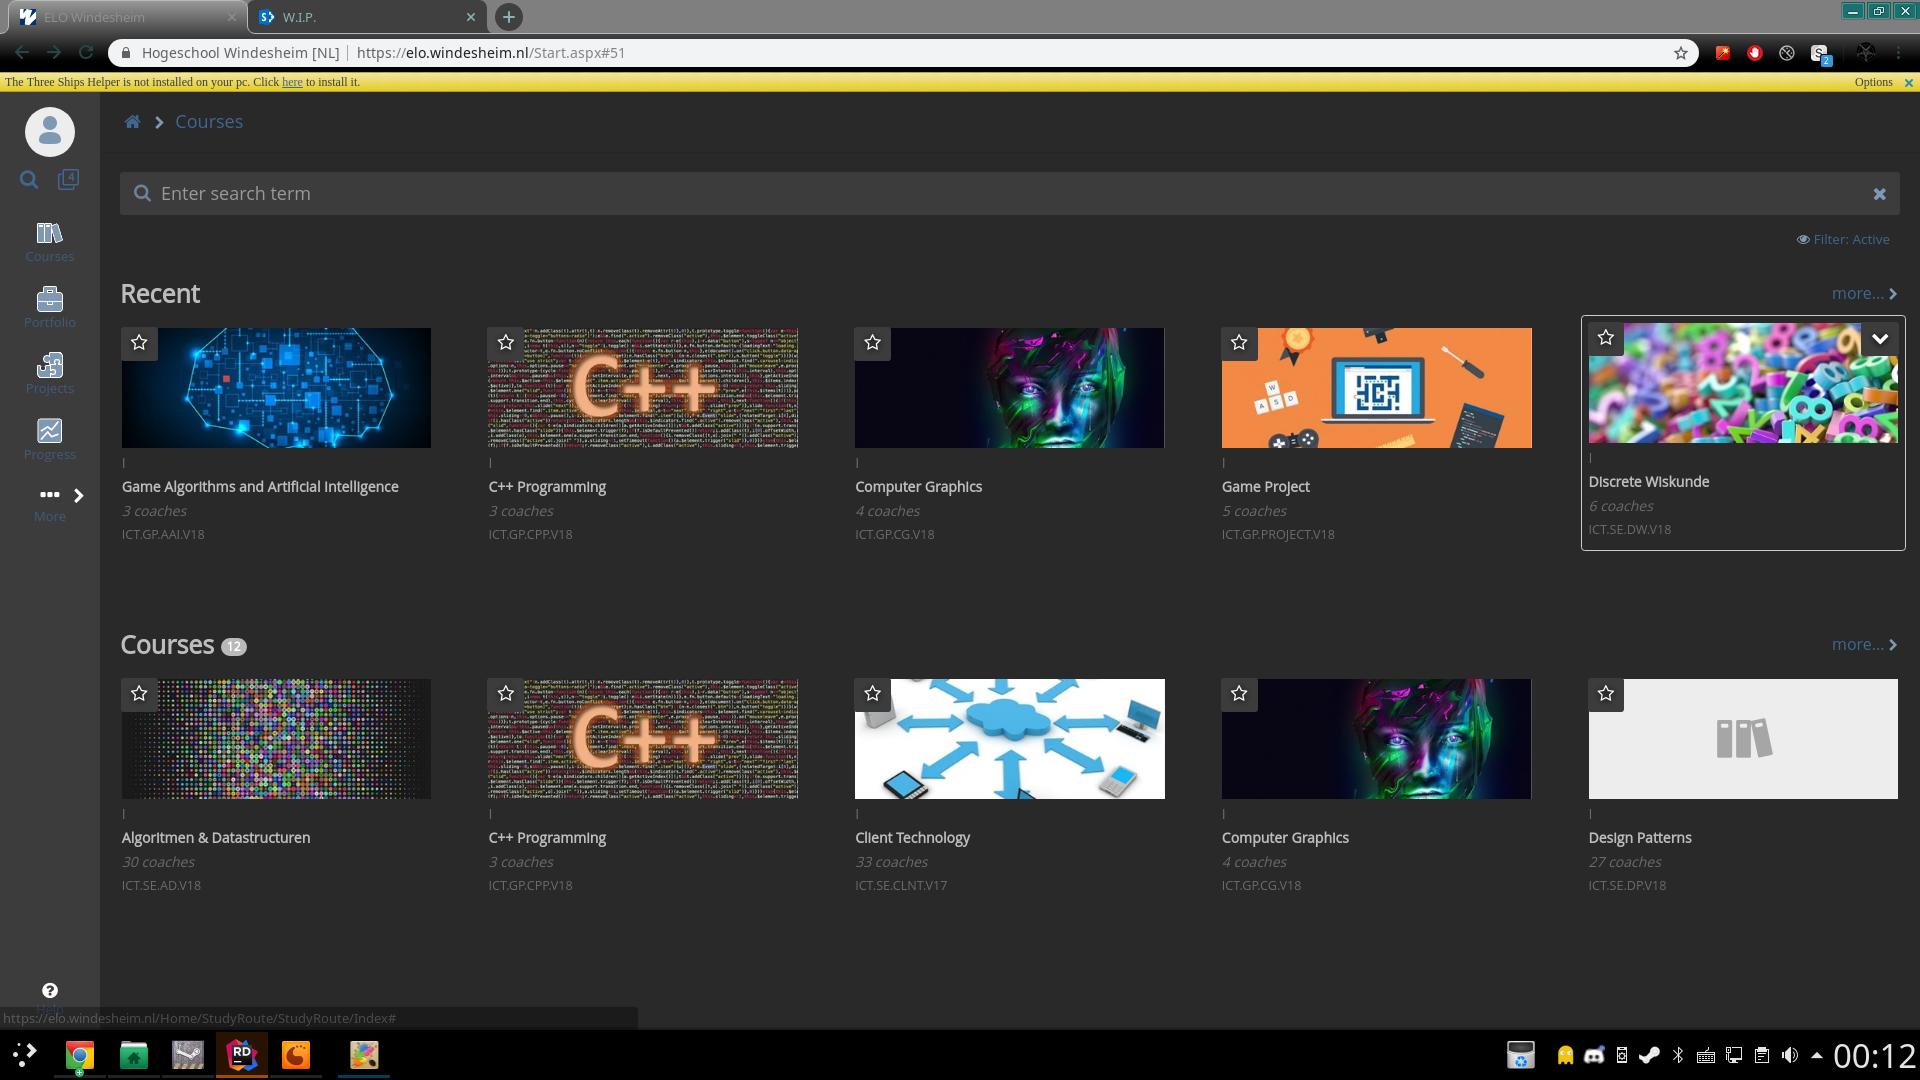 ELO Windesheim
W.I.P.
Hogeschool Windesheim [NL] | https://elo.windesheim.nl/Start.aspx#51
2
The Three Ships Helper is not installed on your pc. Click here to install it.
Options
Courses
4
Enter search term
Filter: Active
Courses
Portfolio
Projects
Progress
More
Help
Recent
more...
C++
W
A S D
Game Algorithms and Artificial Intelligence
3 coaches
ICT.GP.AAI.V18
C++ Programming
3 coaches
ICT.GP.CPP.V18
Computer Graphics
4 coaches
ICT.GP.CG.V18
Game Project
5 coaches
ICT.GP.PROJECT.V18
Discrete Wiskunde
6 coaches
ICT.SE.DW.V18
Courses 12
more...
C++
Algoritmen & Datastructuren
30 coaches
ICT.SE.AD.V18
C++ Programming
3 coaches
ICT.GP.CPP.V18
Client Technology
33 coaches
ICT.SE.CLNT.V17
Computer Graphics
4 coaches
ICT.GP.CG.V18
Design Patterns
27 coaches
ICT.SE.DP.V18
https://elo.windesheim.nl/Home/StudyRoute/StudyRoute/Index#
RD
00:12